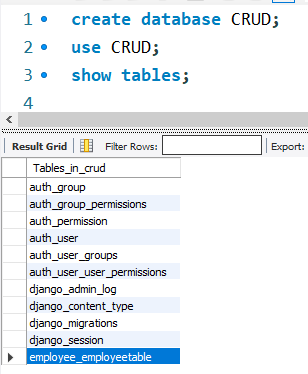 1 create database CRUD;
2 use CRUD;
3 show tables;
4
Result Grid Filter Rows: Export:
Tables_in_crud
auth_group
auth_group_permissions
auth_permission
auth_user
auth_user_groups
auth_user_user_permissions
django_admin_log
django_content_type
django_migrations
django_session
employee_employeetable